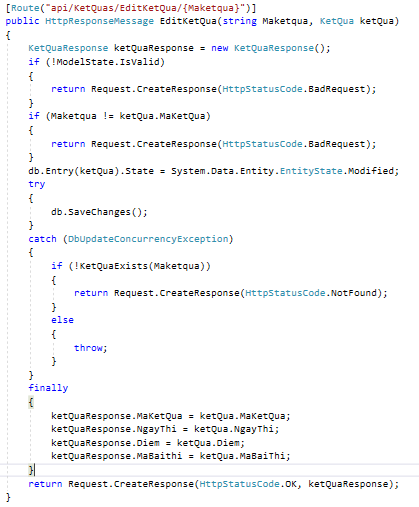 [Route("api/KetQuas/EditKetQua/{Maketqua}")]
public HttpResponseMessage EditKetQua(string Maketqua, KetQua ketQua)
{
    KetQuaResponse ketQuaResponse = new KetQuaResponse();
    if (!ModelState.IsValid)
    {
        return Request.CreateResponse(HttpStatusCode.BadRequest);
    }
    if (Maketqua != ketQua.MaKetQua)
    {
        return Request.CreateResponse(HttpStatusCode.BadRequest);
    }
    db.Entry(ketQua).State = System.Data.Entity.EntityState.Modified;
    try
    {
        db.SaveChanges();
    }
    catch (DbUpdateConcurrencyException)
    {
        if (!KetQuaExists(Maketqua))
        {
            return Request.CreateResponse(HttpStatusCode.NotFound);
        }
        else
        {
            throw;
        }
    }
    finally
    {
        ketQuaResponse.MaKetQua = ketQua.MaKetQua;
        ketQuaResponse.NgayThi = ketQua.NgayThi;
        ketQuaResponse.Diem = ketQua.Diem;
        ketQuaResponse.MaBaithi = ketQua.MaBaiThi;
    }
    return Request.CreateResponse(HttpStatusCode.OK, ketQuaResponse);
}